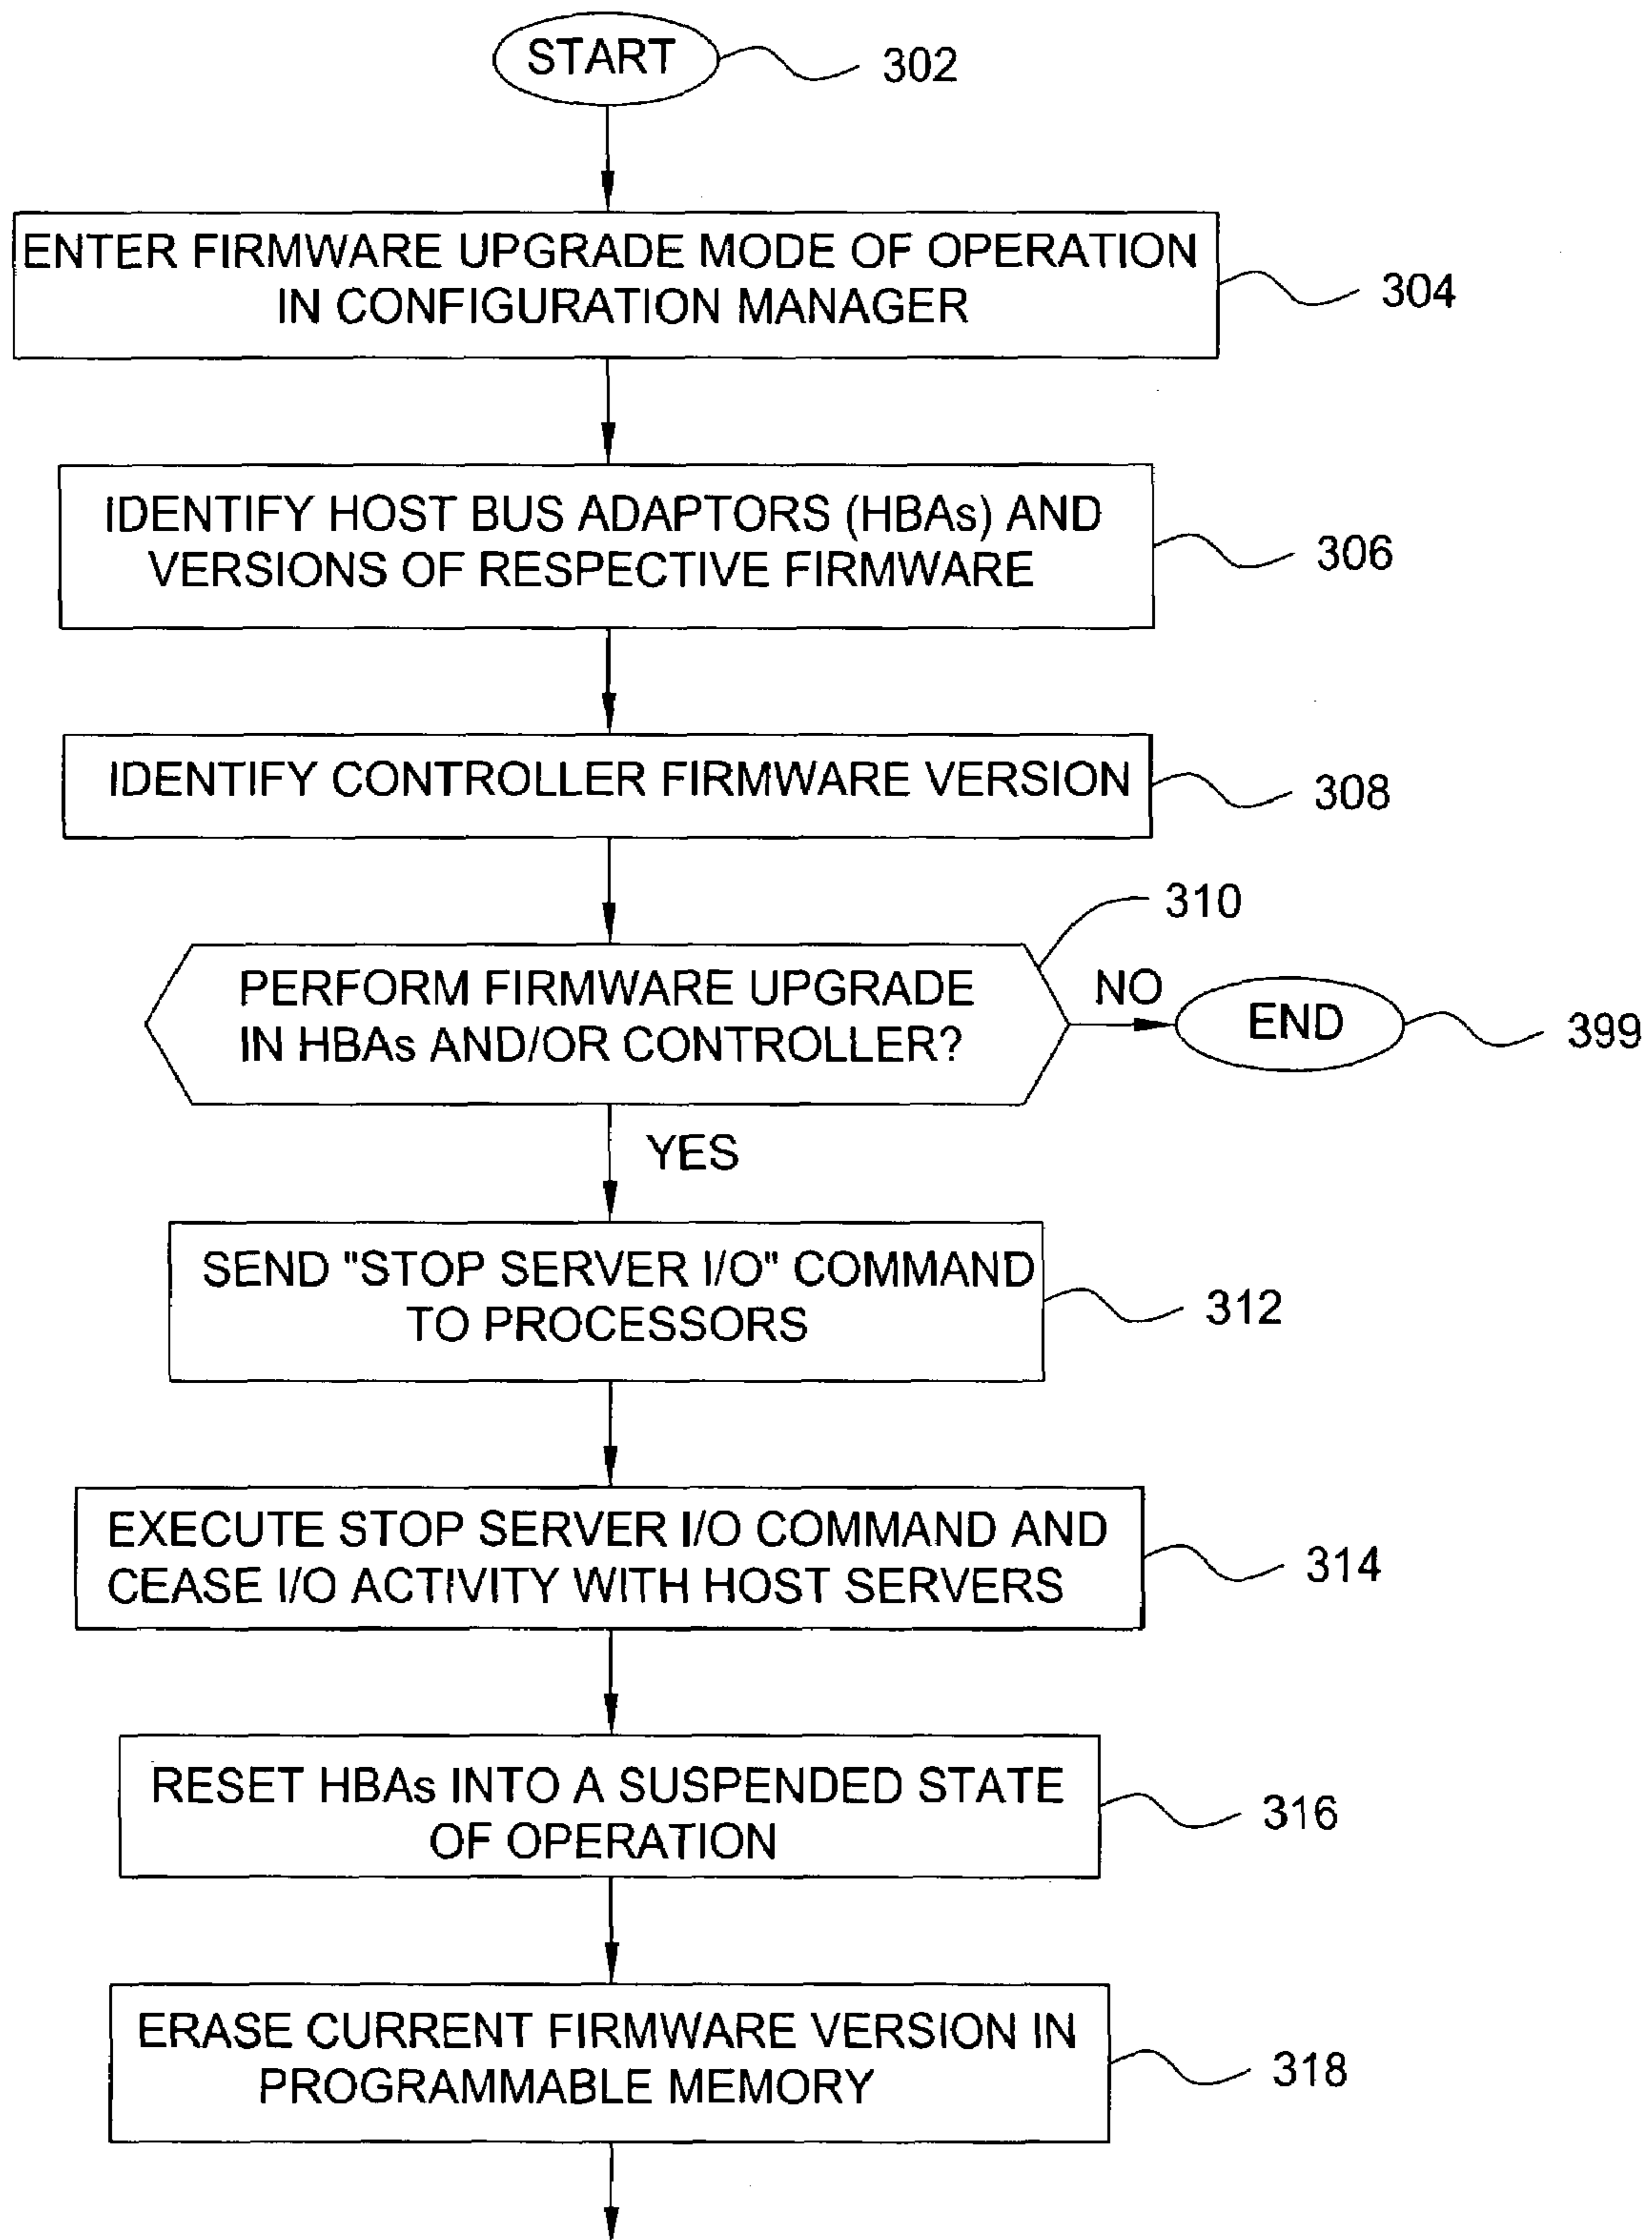 START
302
ENTER FIRMWARE UPGRADE MODE OF OPERATION
IN CONFIGURATION MANAGER
304
IDENTIFY HOST BUS ADAPTORS (HBAs) AND
VERSIONS OF RESPECTIVE FIRMWARE
306
IDENTIFY CONTROLLER FIRMWARE VERSION
308
310
PERFORM FIRMWARE UPGRADE
IN HBAs AND/OR CONTROLLER?
NO
END
399
YES
SEND "STOP SERVER I/O" COMMAND
TO PROCESSORS
312
EXECUTE STOP SERVER I/O COMMAND AND
CEASE I/O ACTIVITY WITH HOST SERVERS
314
RESET HBAs INTO A SUSPENDED STATE
OF OPERATION
316
ERASE CURRENT FIRMWARE VERSION IN
PROGRAMMABLE MEMORY
318